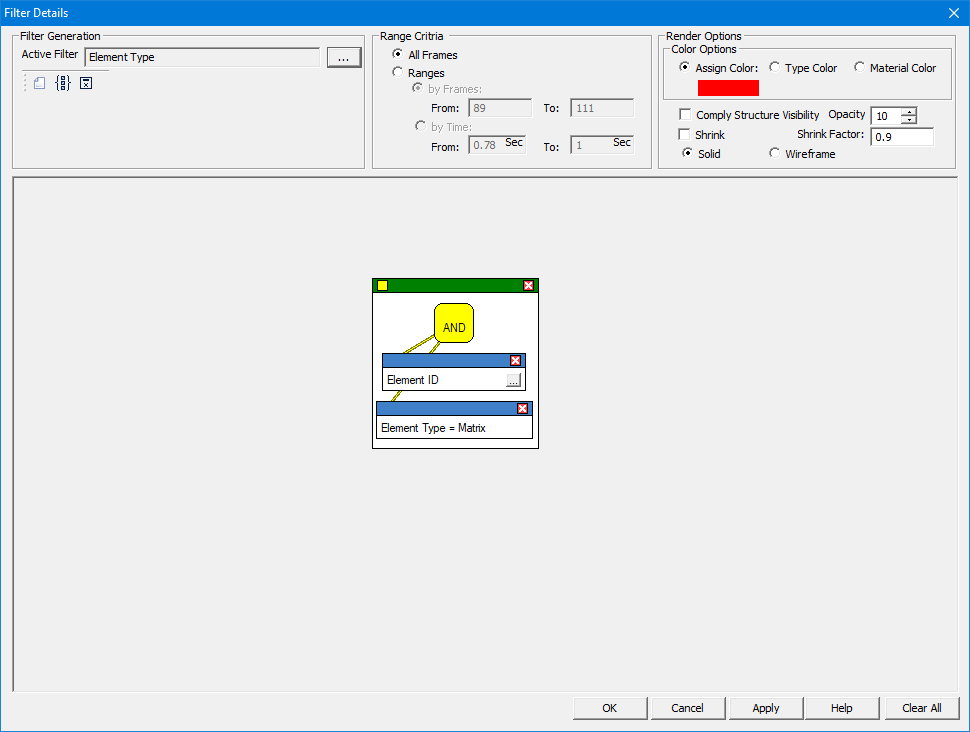 Filter Details
Filter Generation
Active Filter Element Type ...
Range Critria
All Frames
Ranges
by Frames:
From: 89 To: 111
by Time:
From: 0.78 Sec To: 1 Sec
Render Options
Color Options
Assign Color: Type Color Material Color
Comply Structure Visibility Opacity 10
Shrink Shrink Factor: 0.9
Solid Wireframe
AND
Element ID ...
Element Type = Matrix
OK Cancel Apply Help Clear All